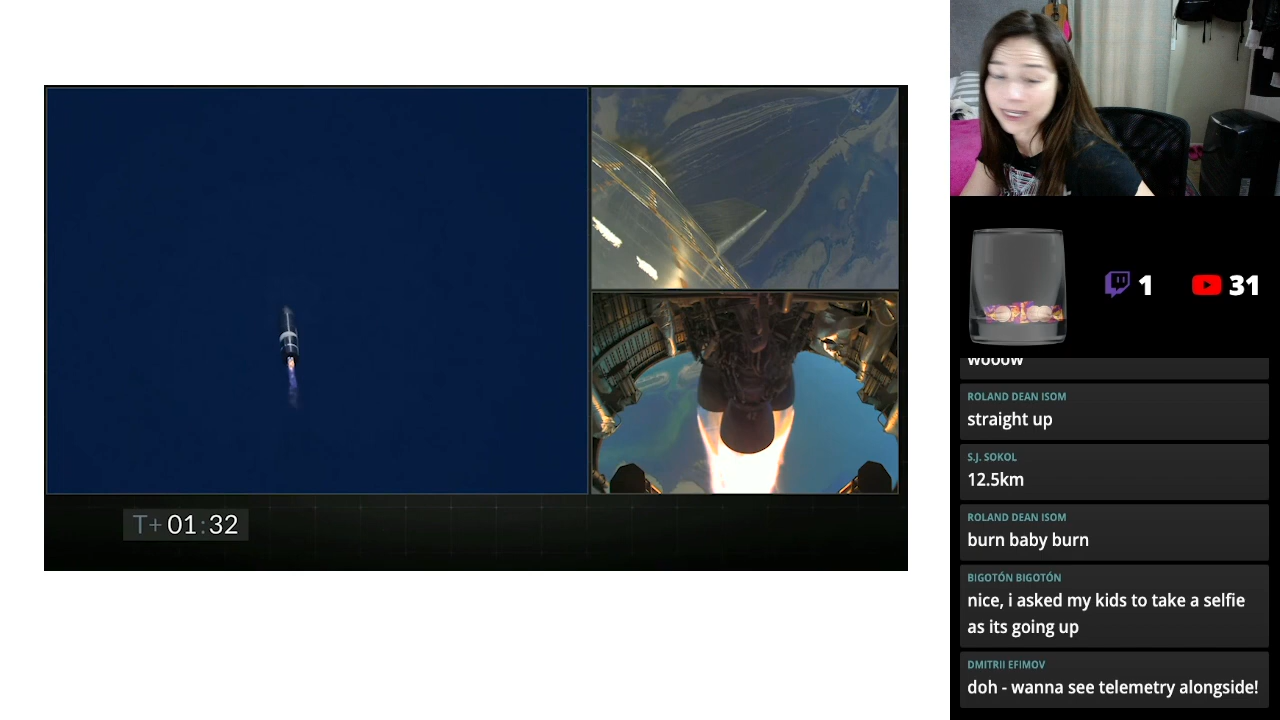 T+ 01:32
1
31
wooow
ROLAND DEAN ISOM
straight up
S.J. SOKOL
12.5km
ROLAND DEAN ISOM
burn baby burn
BIGOTÓN BIGOTÓN
nice, i asked my kids to take a selfie
as its going up
DMITRII EFIMOV
doh - wanna see telemetry alongside!